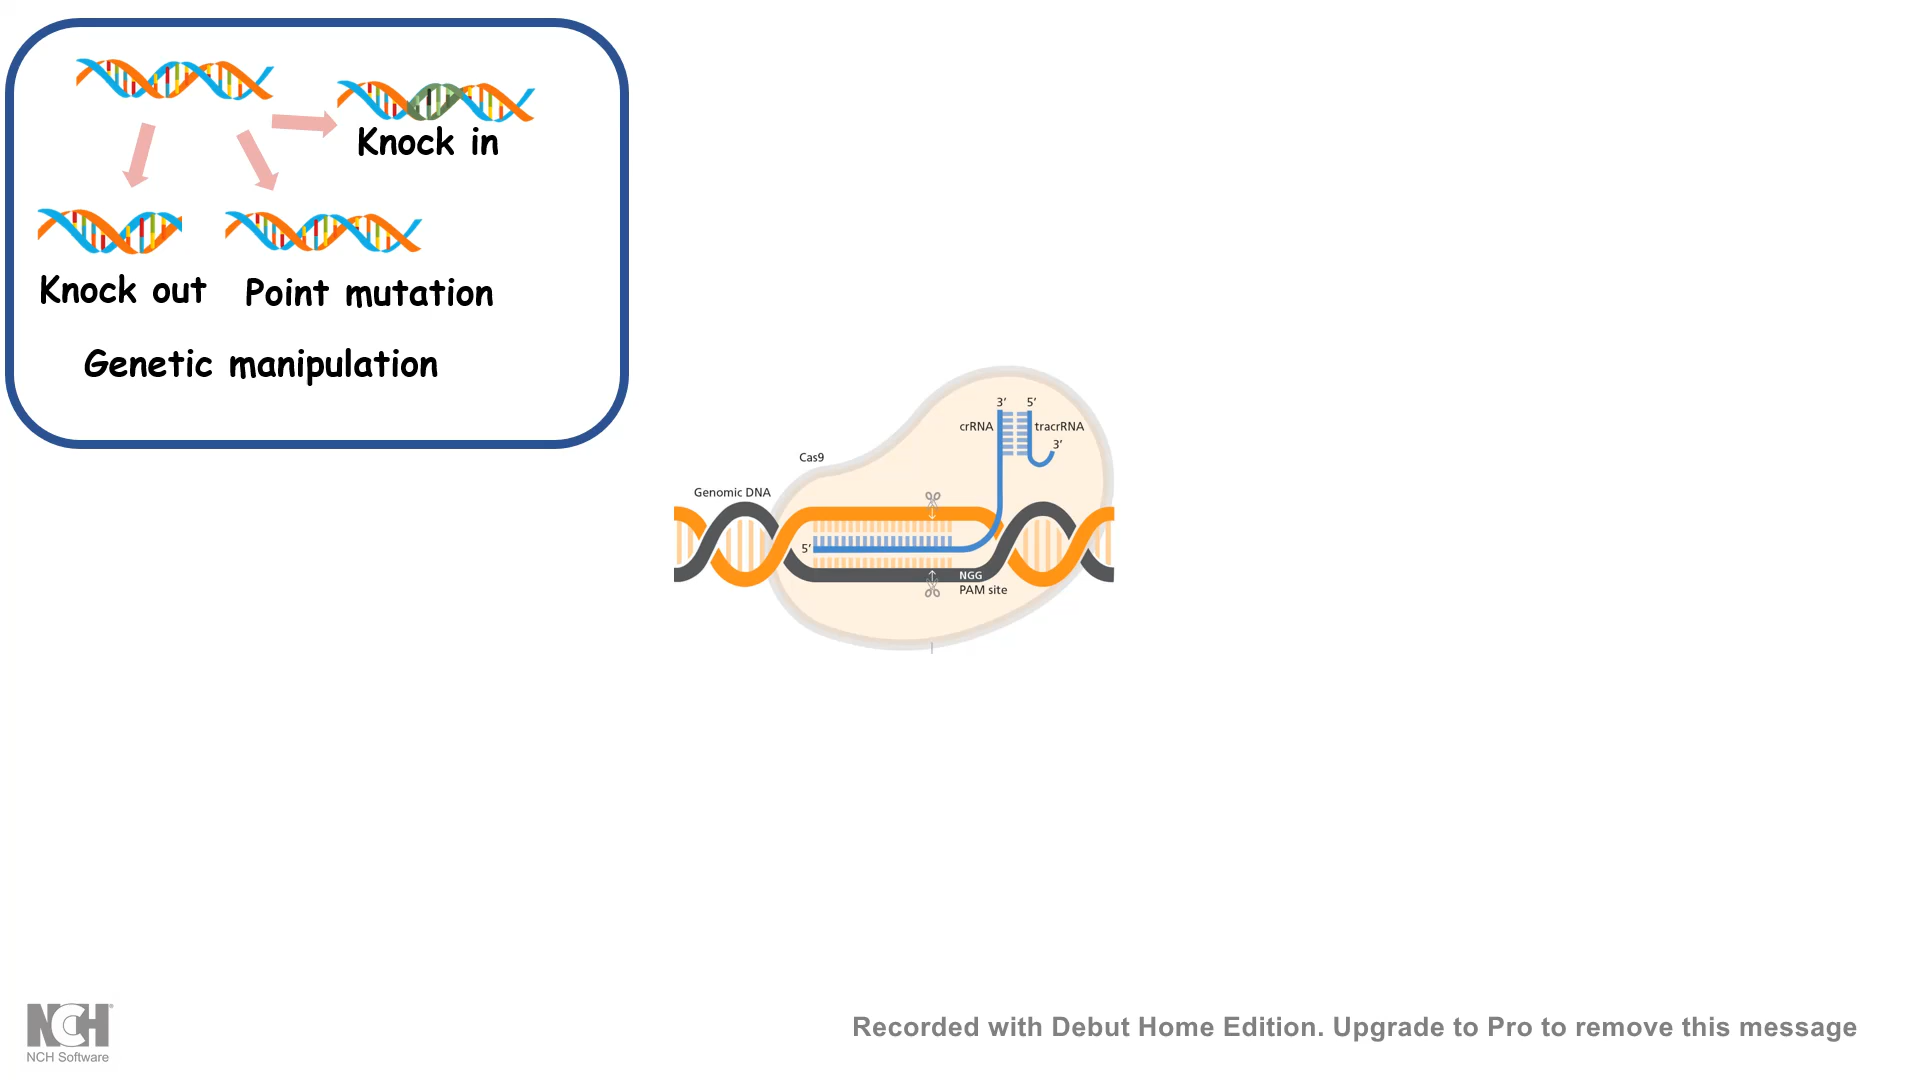 Knock in
Knock out
Point mutation
Genetic manipulation
3’ 5’
crRNA
tracrRNA
3’
Cas9
Genomic DNA
5’
NGG
PAM site
NCH®
NCH Software
Recorded with Debut Home Edition. Upgrade to Pro to remove this message